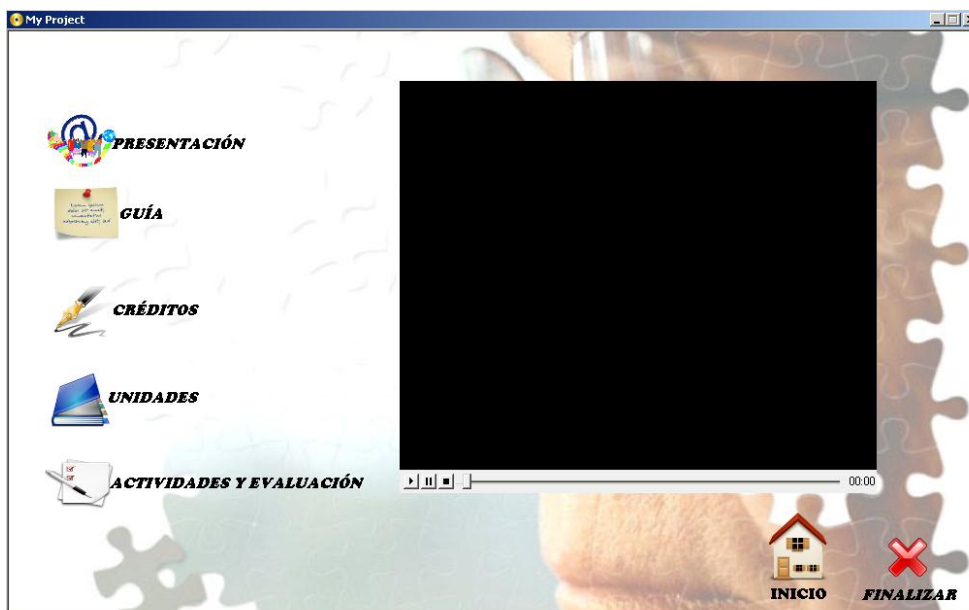 My Project
PRESENTACIÓN
GUÍA
CRÉDITOS
UNIDADES
ACTIVIDADES Y EVALUACIÓN
00:00
INICIO
FINALIZAR